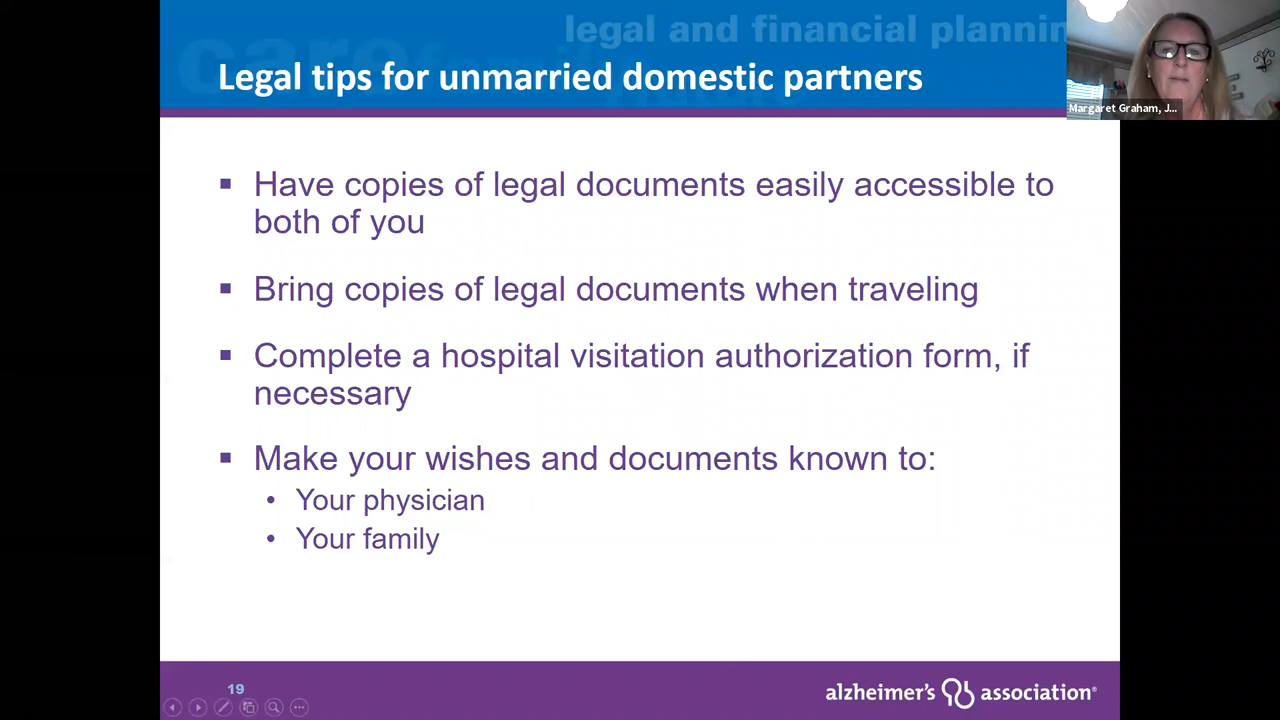 legal and financial planning
care
Legal tips for unmarried domestic partners
Margaret Graham, J...
▪ Have copies of legal documents easily accessible to
both of you
▪ Bring copies of legal documents when traveling
▪ Complete a hospital visitation authorization form, if
necessary
▪ Make your wishes and documents known to:
• Your physician
• Your family
19
alzheimer's association®